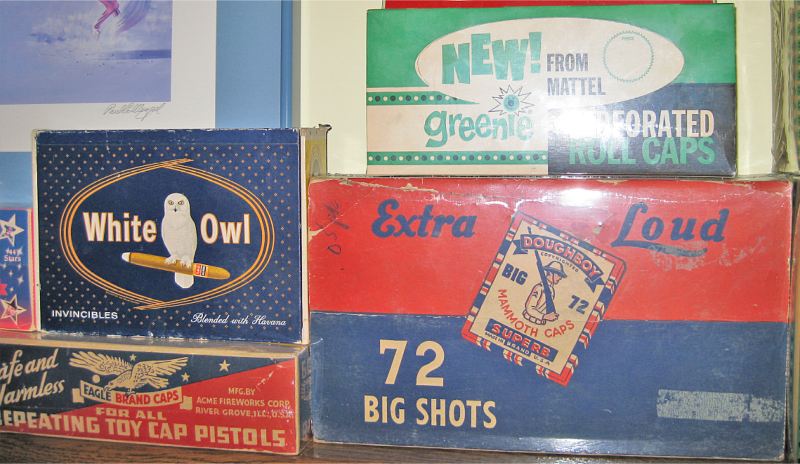 NEW!
FROM
MATTEL
greenie
PERFORATED
ROLL CAPS
White Owl
INVINCIBLES
Blended with Havana
Stars
Extra Loud
DOUGHBOY
BIG 72
MAMMOTH CAPS
SUPERB
72
BIG SHOTS
Safe and
Harmless
EAGLE BRAND CAPS
FOR ALL
REPEATING TOY CAP PISTOLS
MFG. BY
ACME FIREWORKS CORP.
RIVER GROVE, ILL., U.S.A.